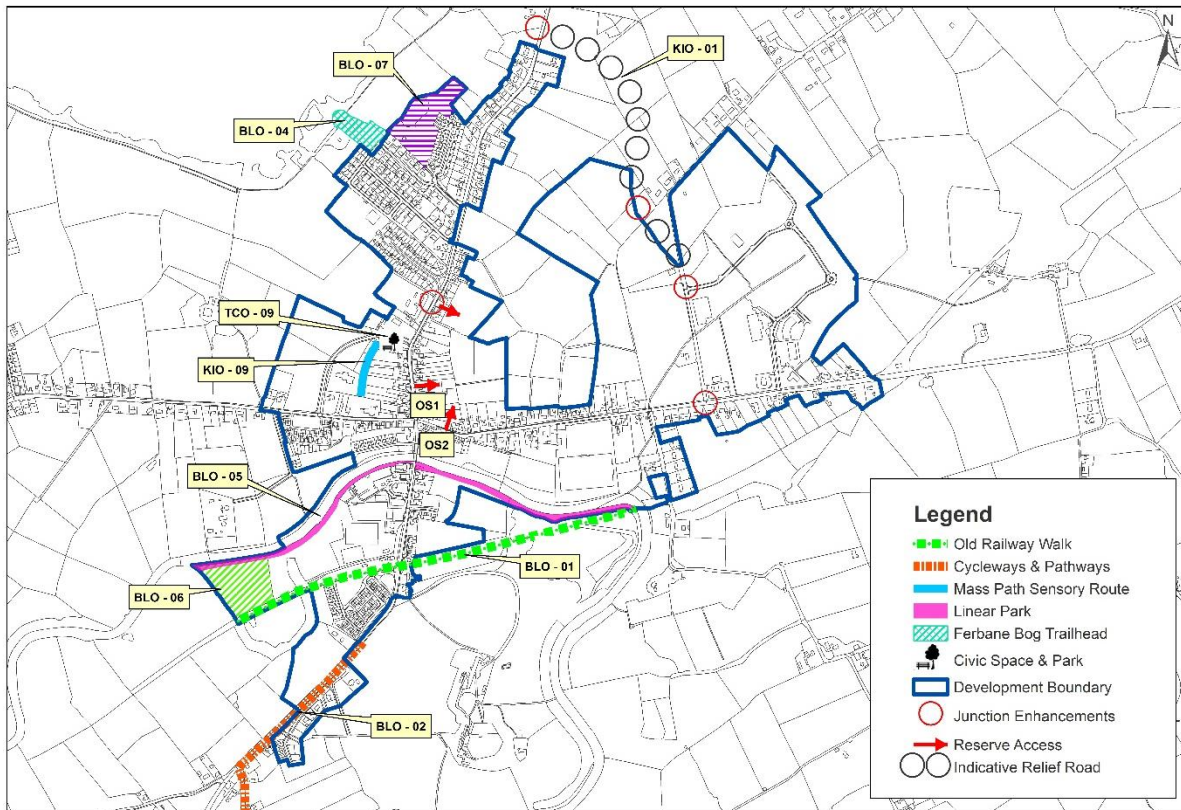 N
KIO - 01
BLO - 07
BLO - 04
TCO - 09
KIO - 09
OS1
OS2
BLO - 05
BLO - 01
BLO - 06
BLO - 02
Legend
Old Railway Walk
Cycleways & Pathways
Mass Path Sensory Route
Linear Park
Ferbane Bog Trailhead
Civic Space & Park
Development Boundary
Junction Enhancements
Reserve Access
Indicative Relief Road